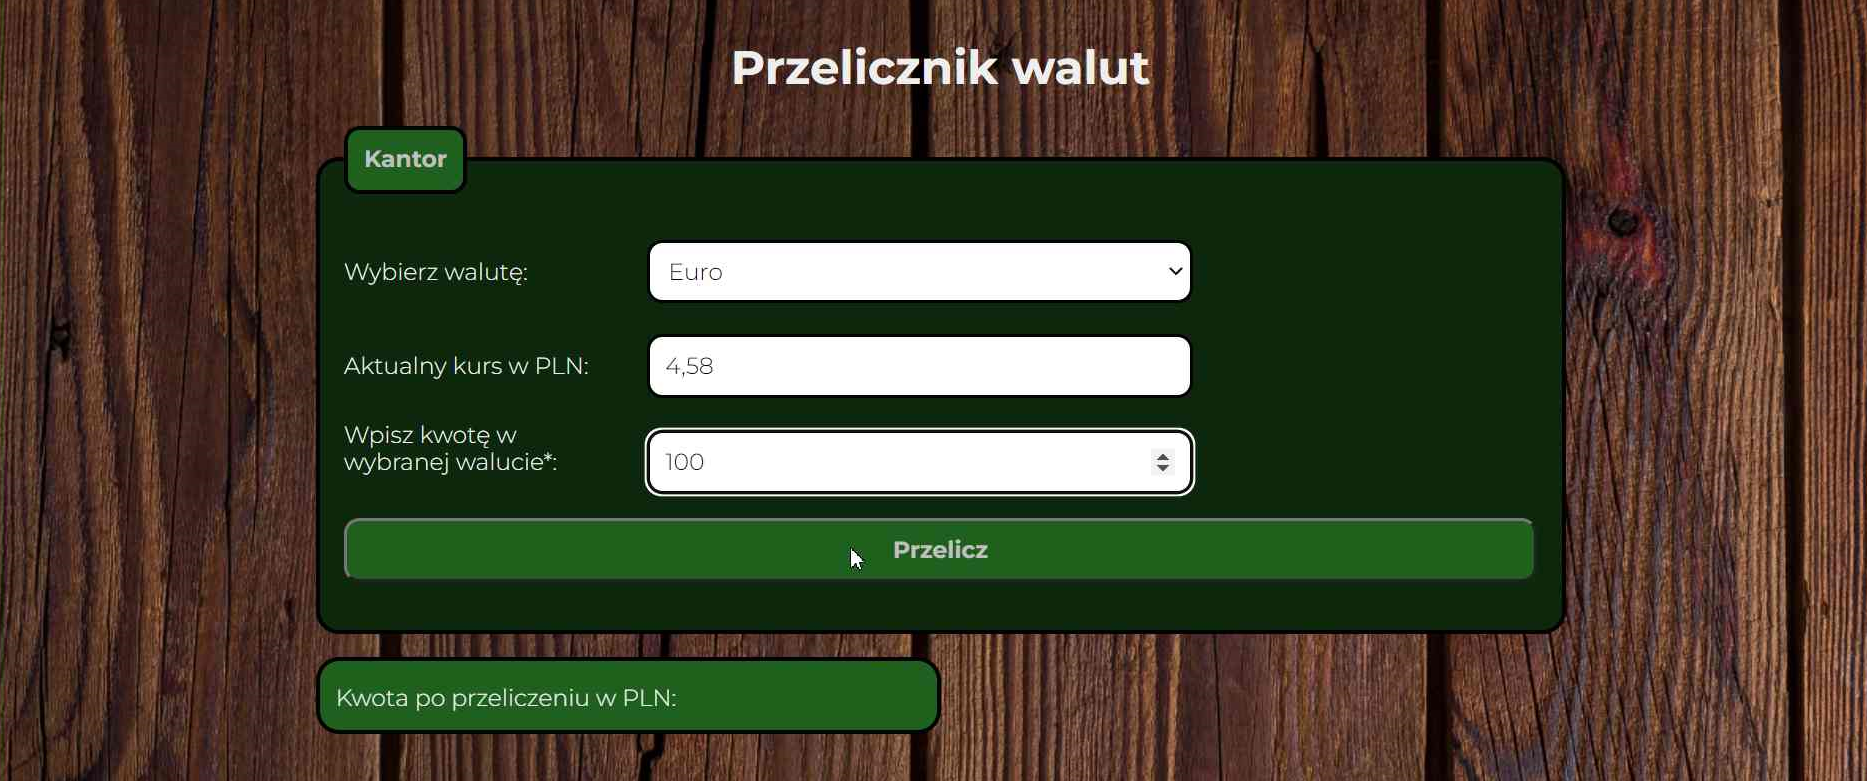 Przelicznik walut
Kantor
Wybierz walutę:
Euro
Aktualny kurs w PLN:
4,58
Wpisz kwotę w
wybranej walucie*:
100
Przelicz
Kwota po przeliczeniu w PLN: